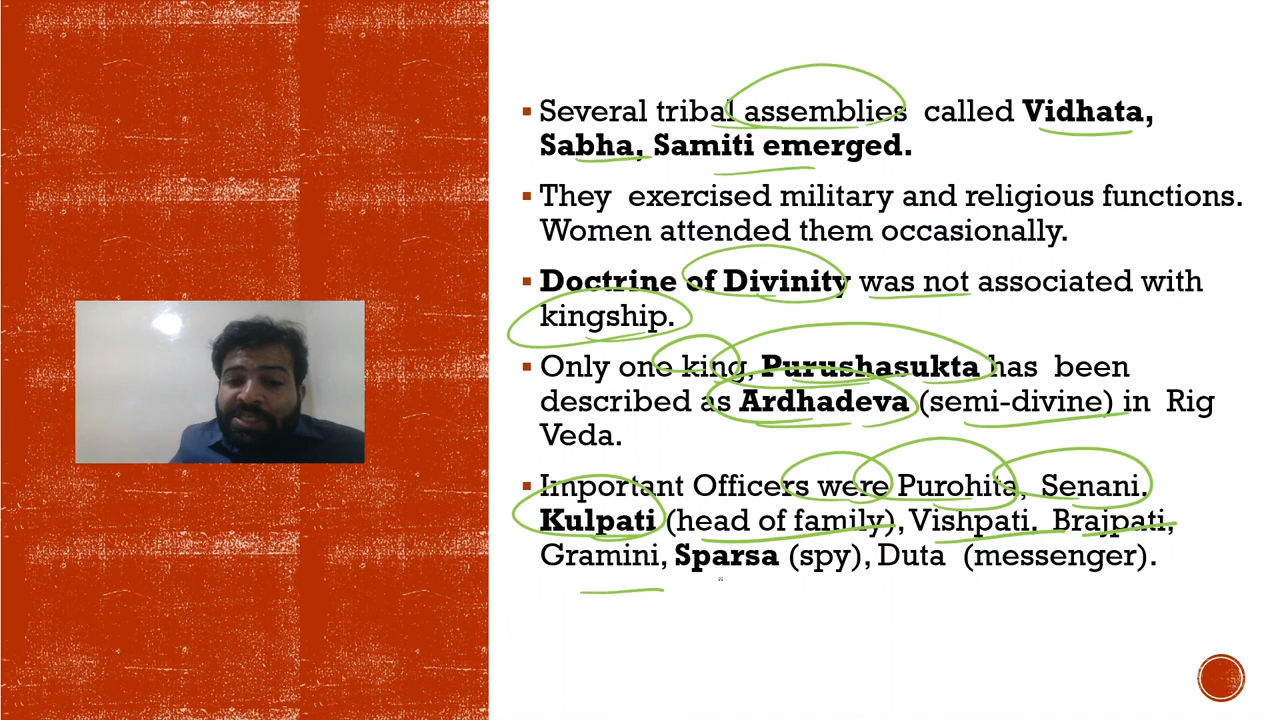 Several tribal assemblies called Vidhata,
Sabha, Samiti emerged.
They exercised military and religious functions.
Women attended them occasionally.
Doctrine of Divinity was not associated with
kingship.
Only one king, Purushasukta has been
described as Ardhadeva (semi-divine) in Rig
Veda.
Important Officers were Purohita, Senani.
Kulpati (head of family), Vishpati. Brajpati,
Gramini, Sparsa (spy), Duta (messenger).